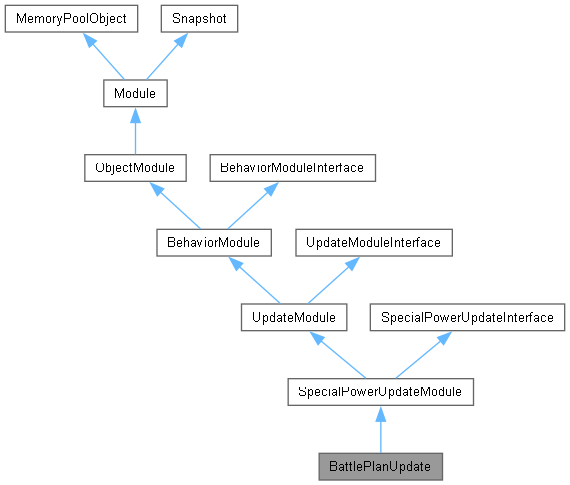 MemoryPoolObject
Snapshot
Module
ObjectModule
BehaviorModuleInterface
BehaviorModule
UpdateModuleInterface
UpdateModule
SpecialPowerUpdateInterface
SpecialPowerUpdateModule
BattlePlanUpdate